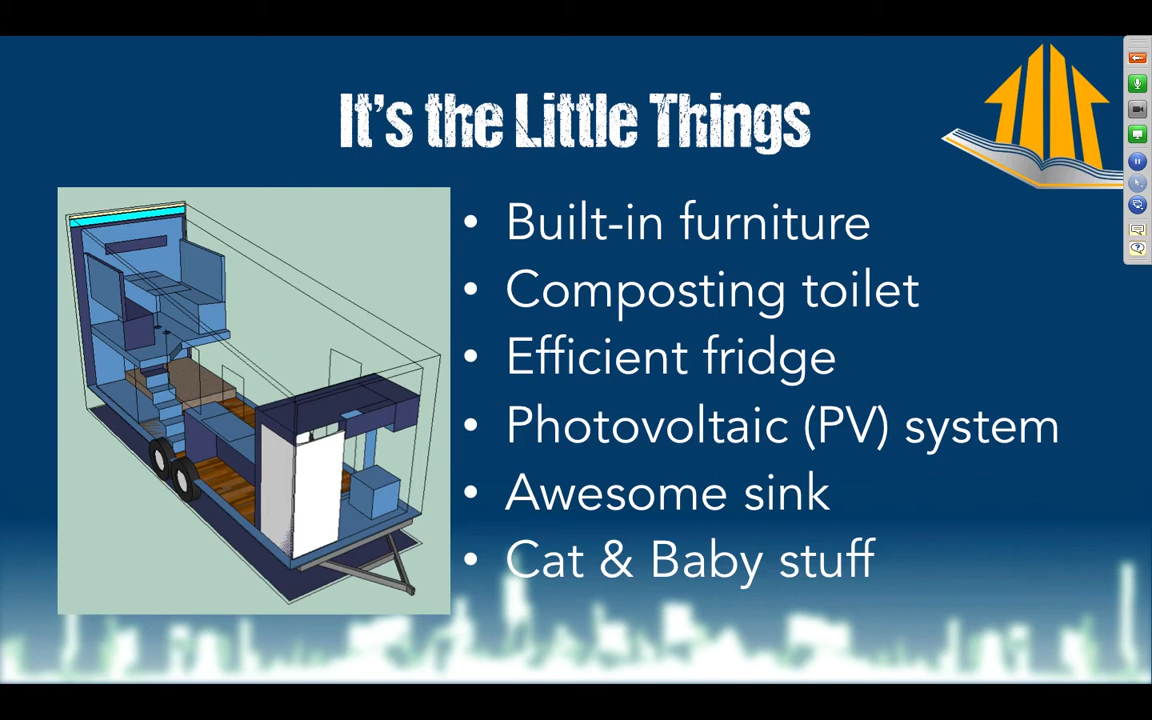 It's the Little Things
• Built-in furniture
• Composting toilet
• Efficient fridge
• Photovoltaic (PV) system
• Awesome sink
• Cat & Baby stuff